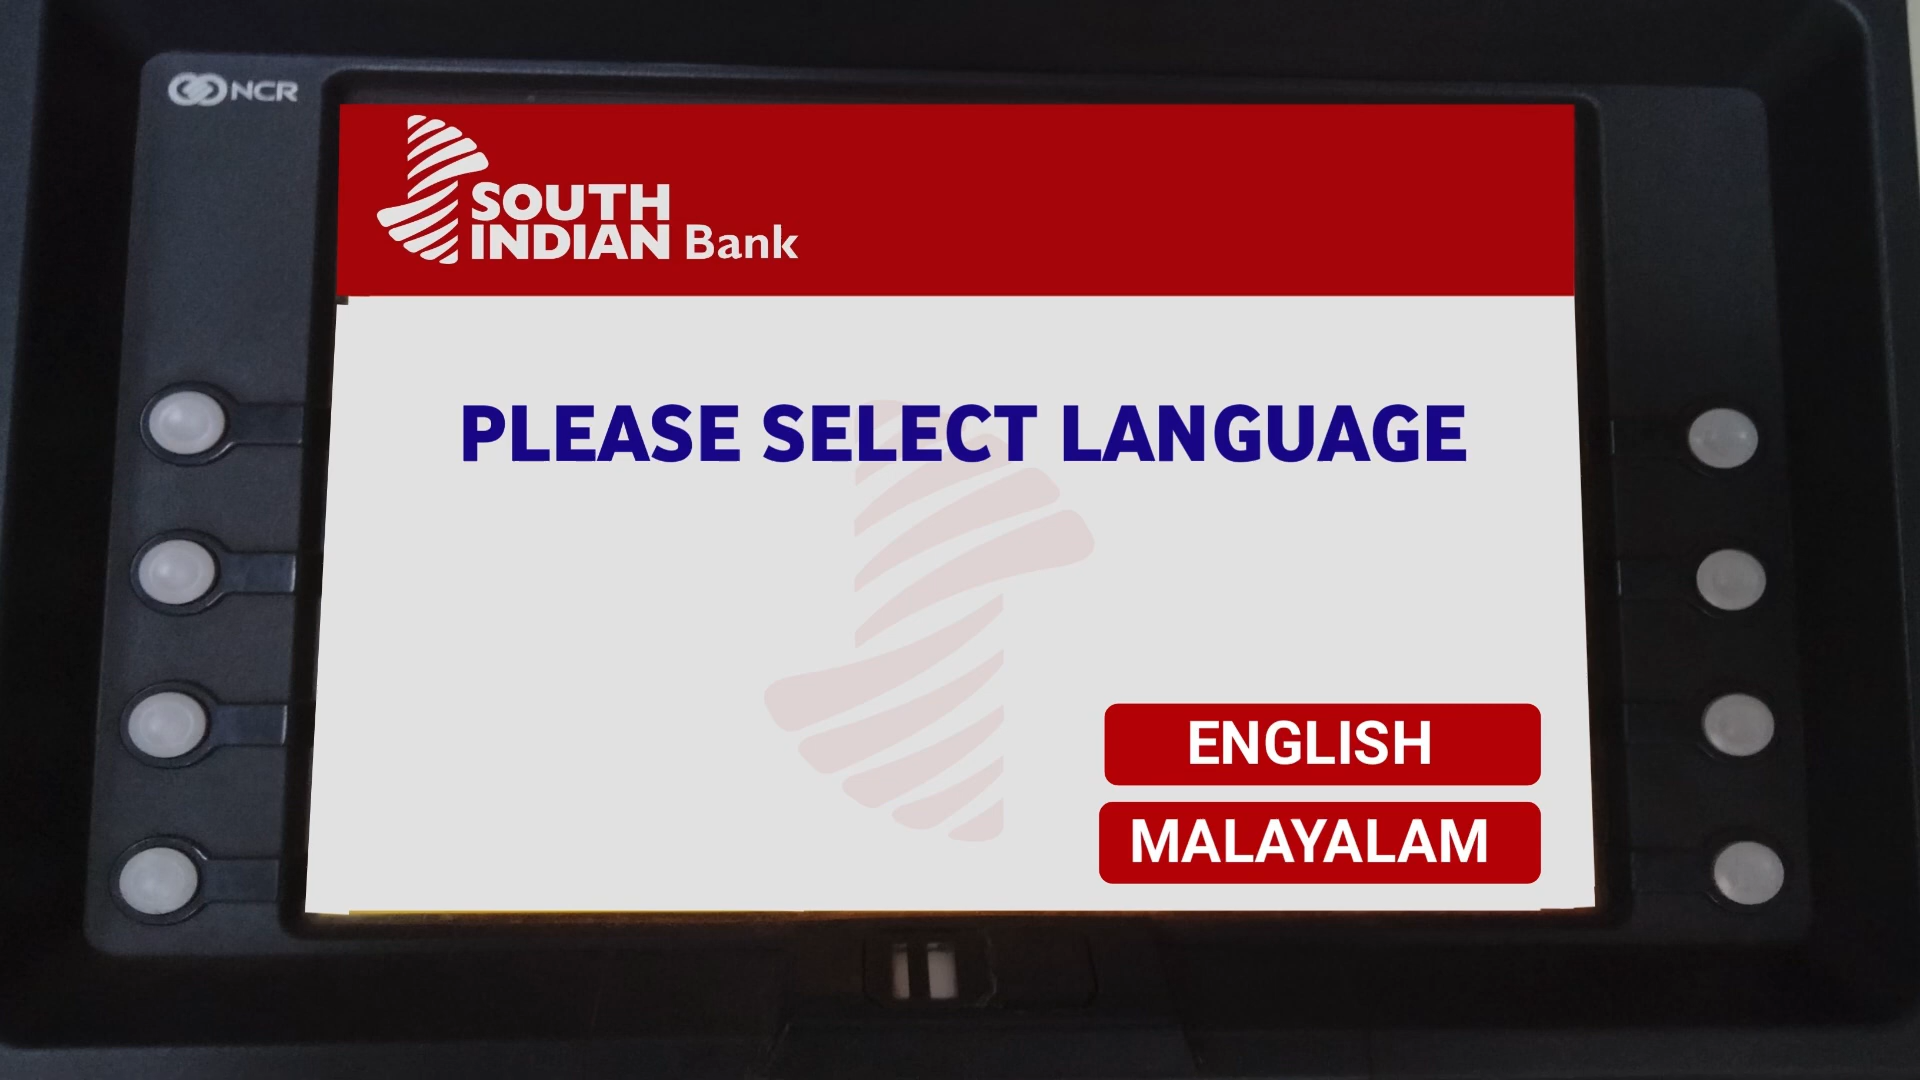 NCR
SOUTH
INDIAN Bank
PLEASE SELECT LANGUAGE
ENGLISH
MALAYALAM